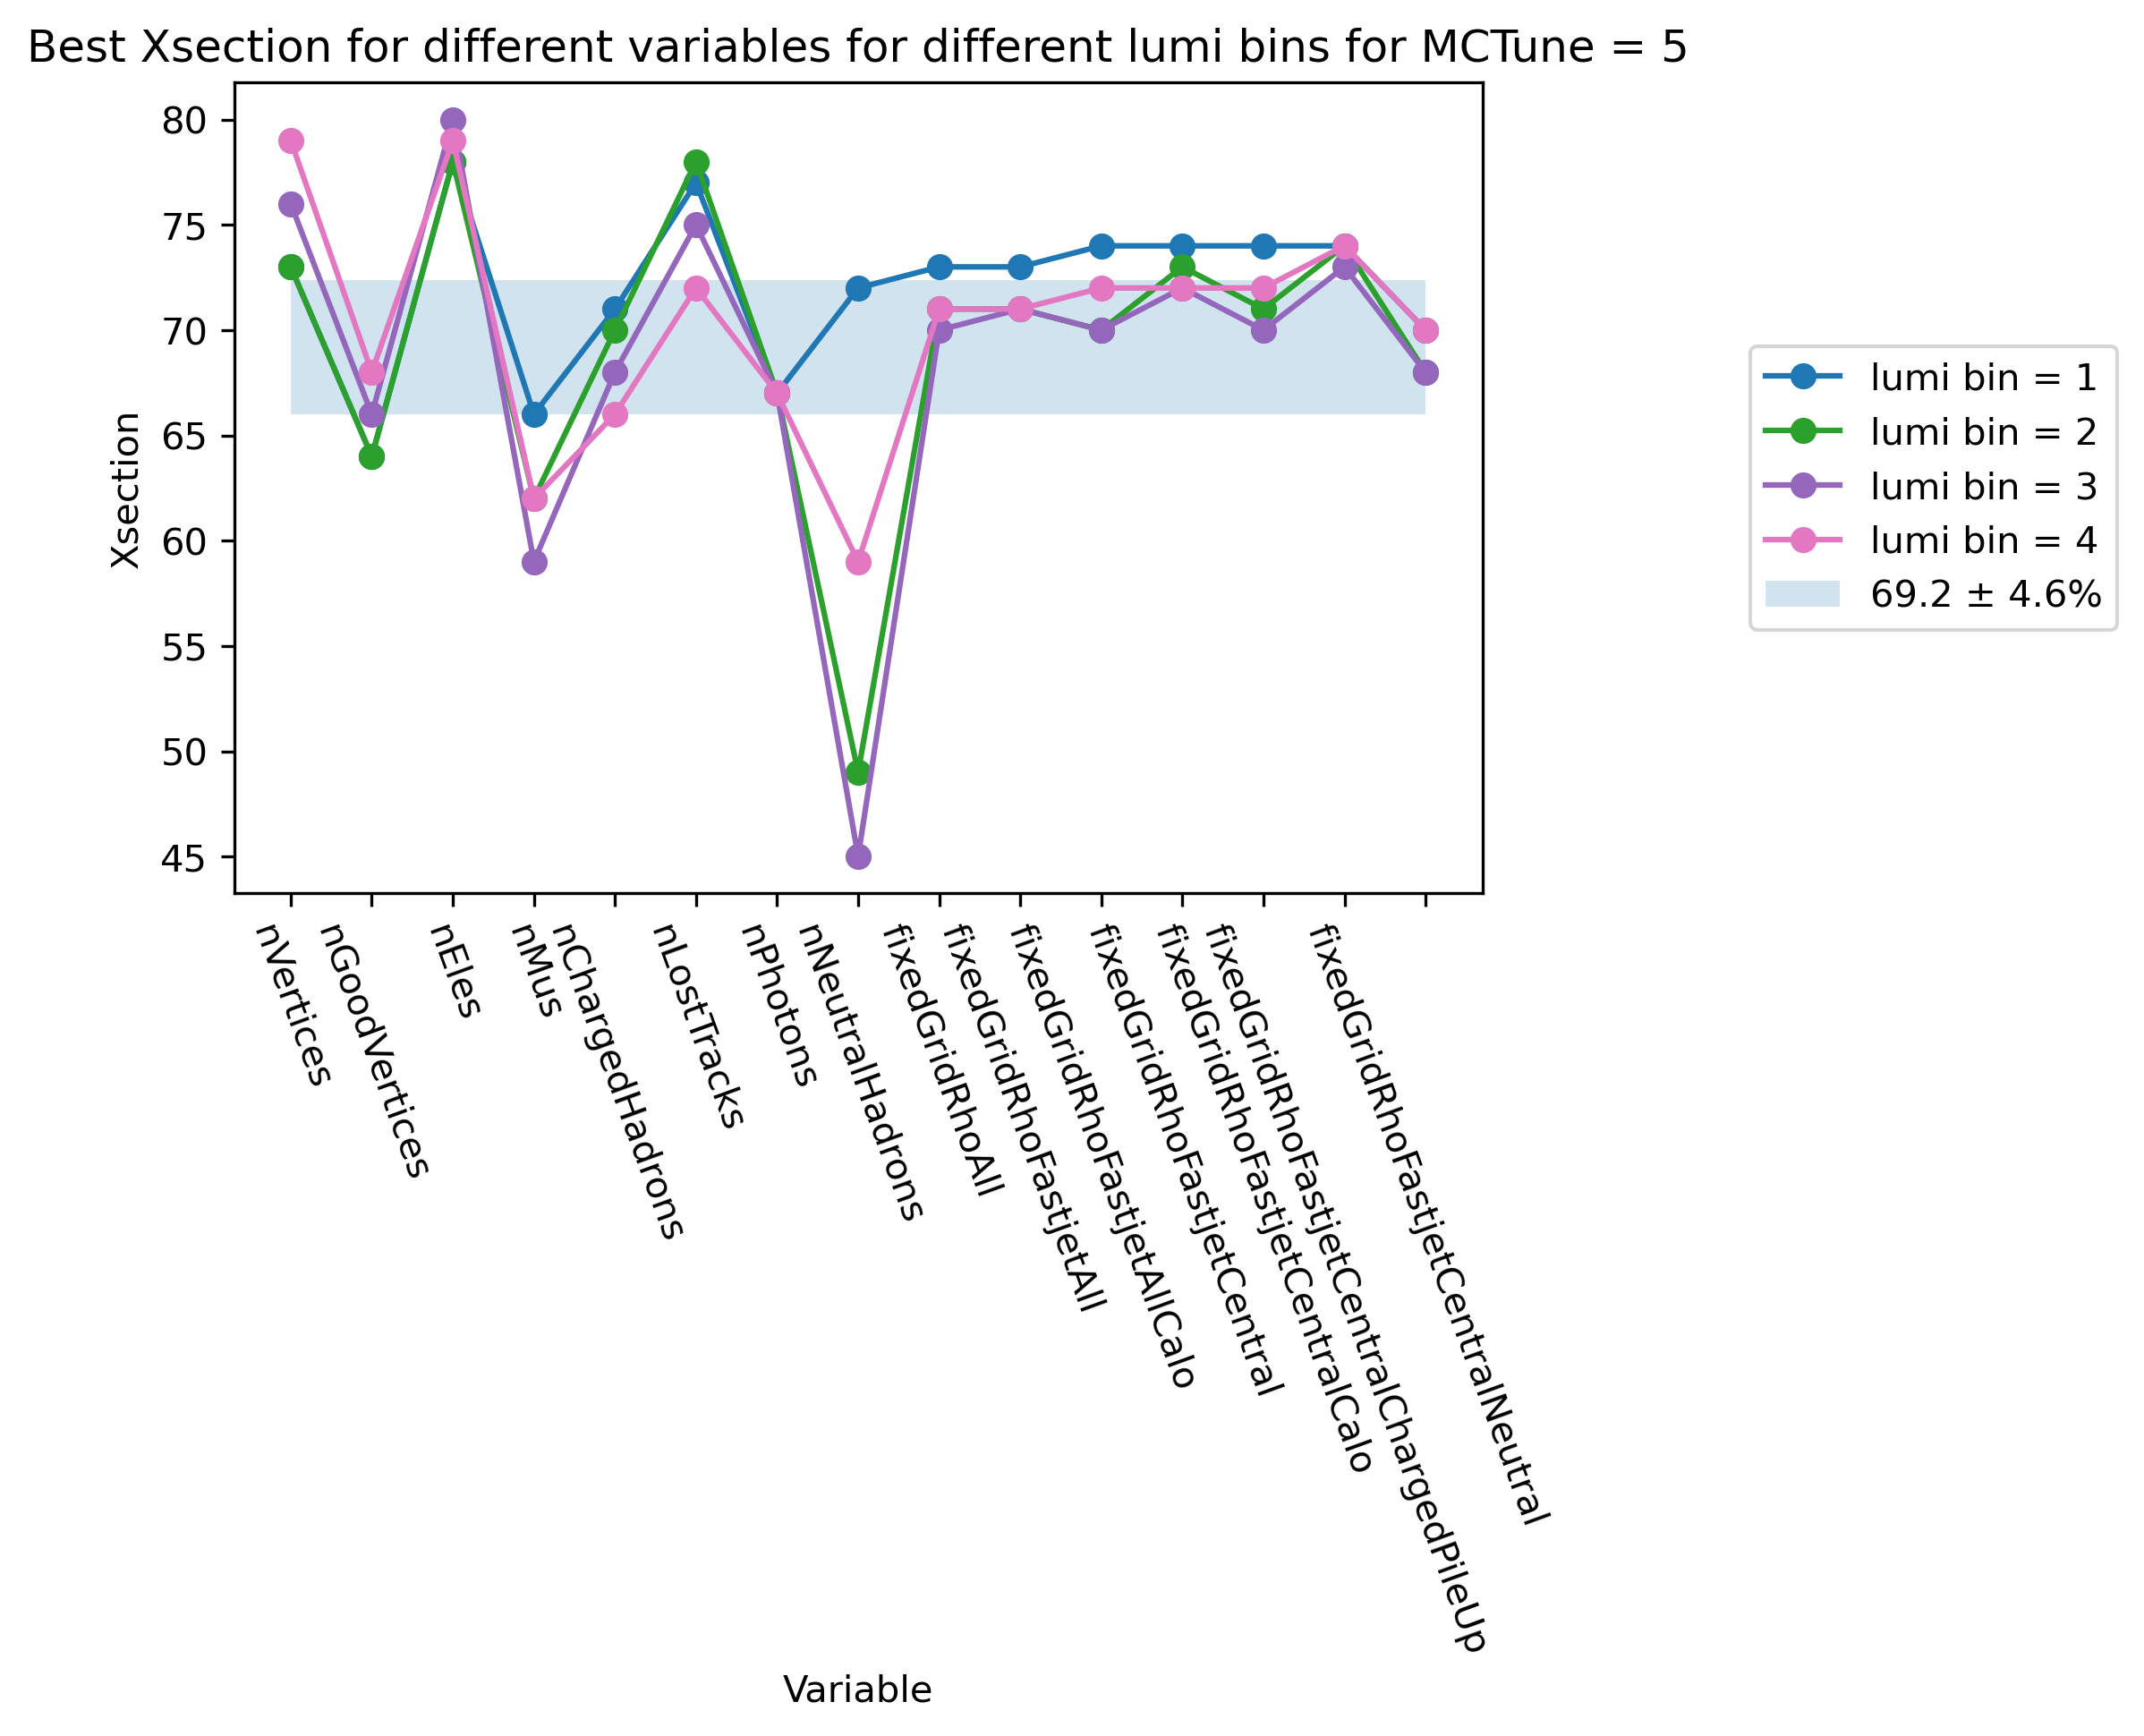 Best Xsection for different variables for different lumi bins for MCTune = 5
Xsection
80
75
70
65
60
55
50
45
nVertices
nGoodVertices
nEles
nMus
nChargedHadrons
nLostTracks
nPhotons
nNeutralHadrons
fixedGridRhoAll
fixedGridRhoFastjetAll
fixedGridRhoFastjetAllCalo
fixedGridRhoFastjetCentral
fixedGridRhoFastjetCentralCalo
fixedGridRhoFastjetCentralChargedPileUp
fixedGridRhoFastjetCentralNeutral
Variable
lumi bin = 1
lumi bin = 2
lumi bin = 3
lumi bin = 4
69.2 ± 4.6%